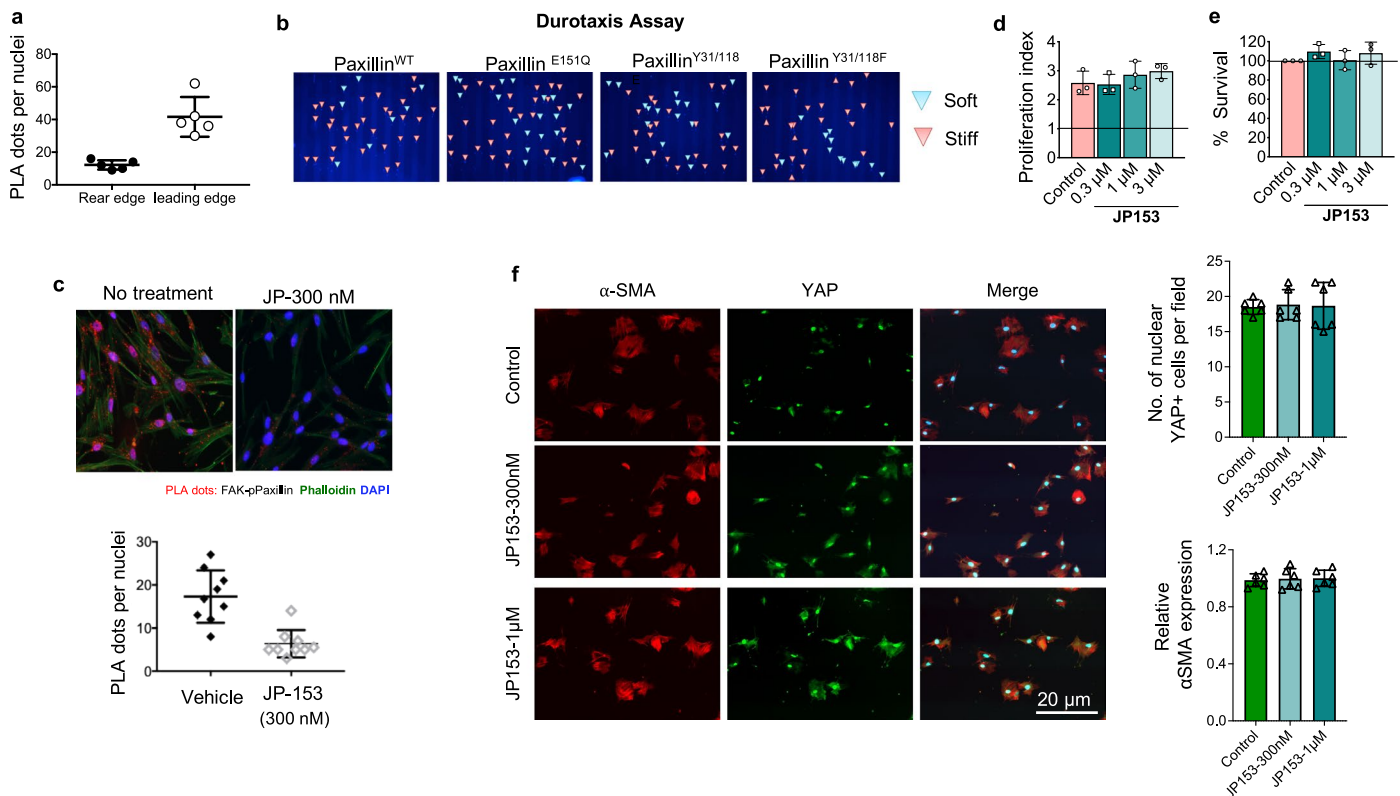 a
PLA dots per nuclei
80
60
40
20
0
Rear edge
leading edge
b
Durotaxis Assay
Paxillin WT
Paxillin E151Q
Paxillin Y31/118
Paxillin Y31/118F
Soft
Stiff
d
Proliferation index
4
3
2
1
0
Control
0.3 µM
1 µM
3 µM
JP153
e
% Survival
120
100
80
60
40
20
0
Control
0.3 µM
1 µM
3 µM
JP153
c
No treatment
JP-300 nM
PLA dots: FAK-pPaxillin Phalloidin DAPI
PLA dots per nuclei
30
20
10
0
Vehicle
JP-153
(300 nM)
f
α-SMA
YAP
Merge
Control
JP153-300nM
JP153-1µM
20 µm
No. of nuclear
YAP+ cells per field
25
20
15
10
5
0
Control
JP153-300nM
JP153-1µM
Relative
αSMA expression
1.2
0.8
0.4
0.0
Control
JP153-300nM
JP153-1µM